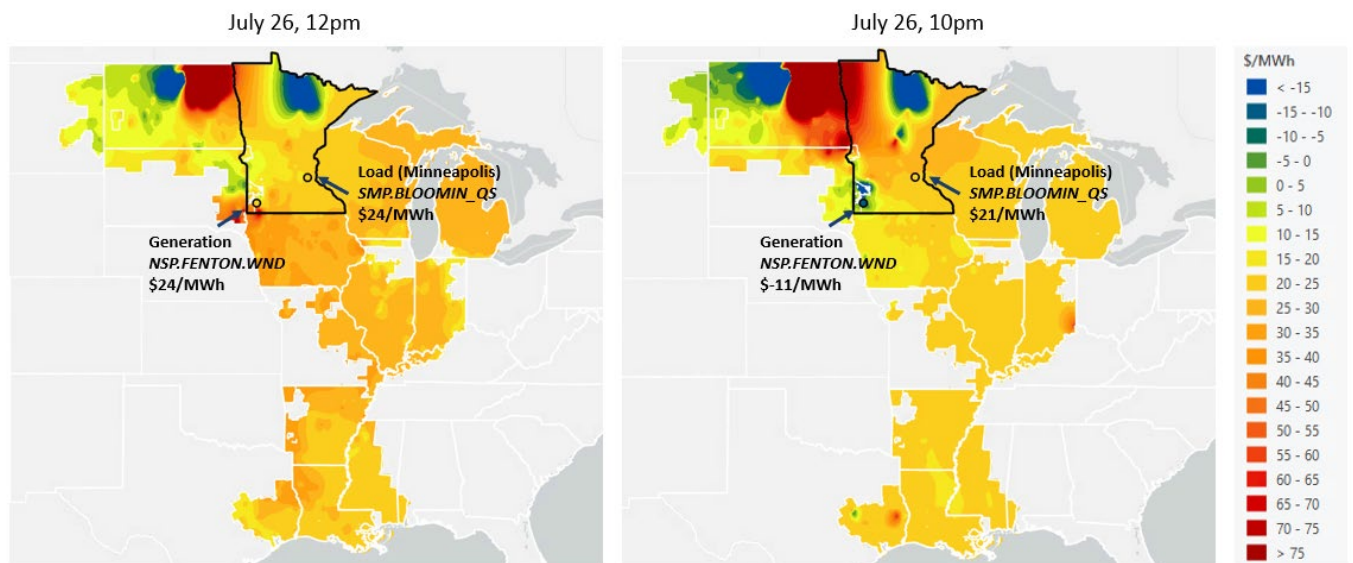 July 26, 12pm
Load (Minneapolis)
SMP.BLOOMIN_QS
$24/MWh
Generation
NSP.FENTON.WND
$24/MWh
July 26, 10pm
Load (Minneapolis)
SMP.BLOOMIN_QS
$21/MWh
Generation
NSP.FENTON.WND
$-11/MWh
$/MWh
< -15
-15 - -10
-10 - -5
-5 - 0
0 - 5
5 - 10
10 - 15
15 - 20
20 - 25
25 - 30
30 - 35
35 - 40
40 - 45
45 - 50
50 - 55
55 - 60
60 - 65
65 - 70
70 - 75
> 75